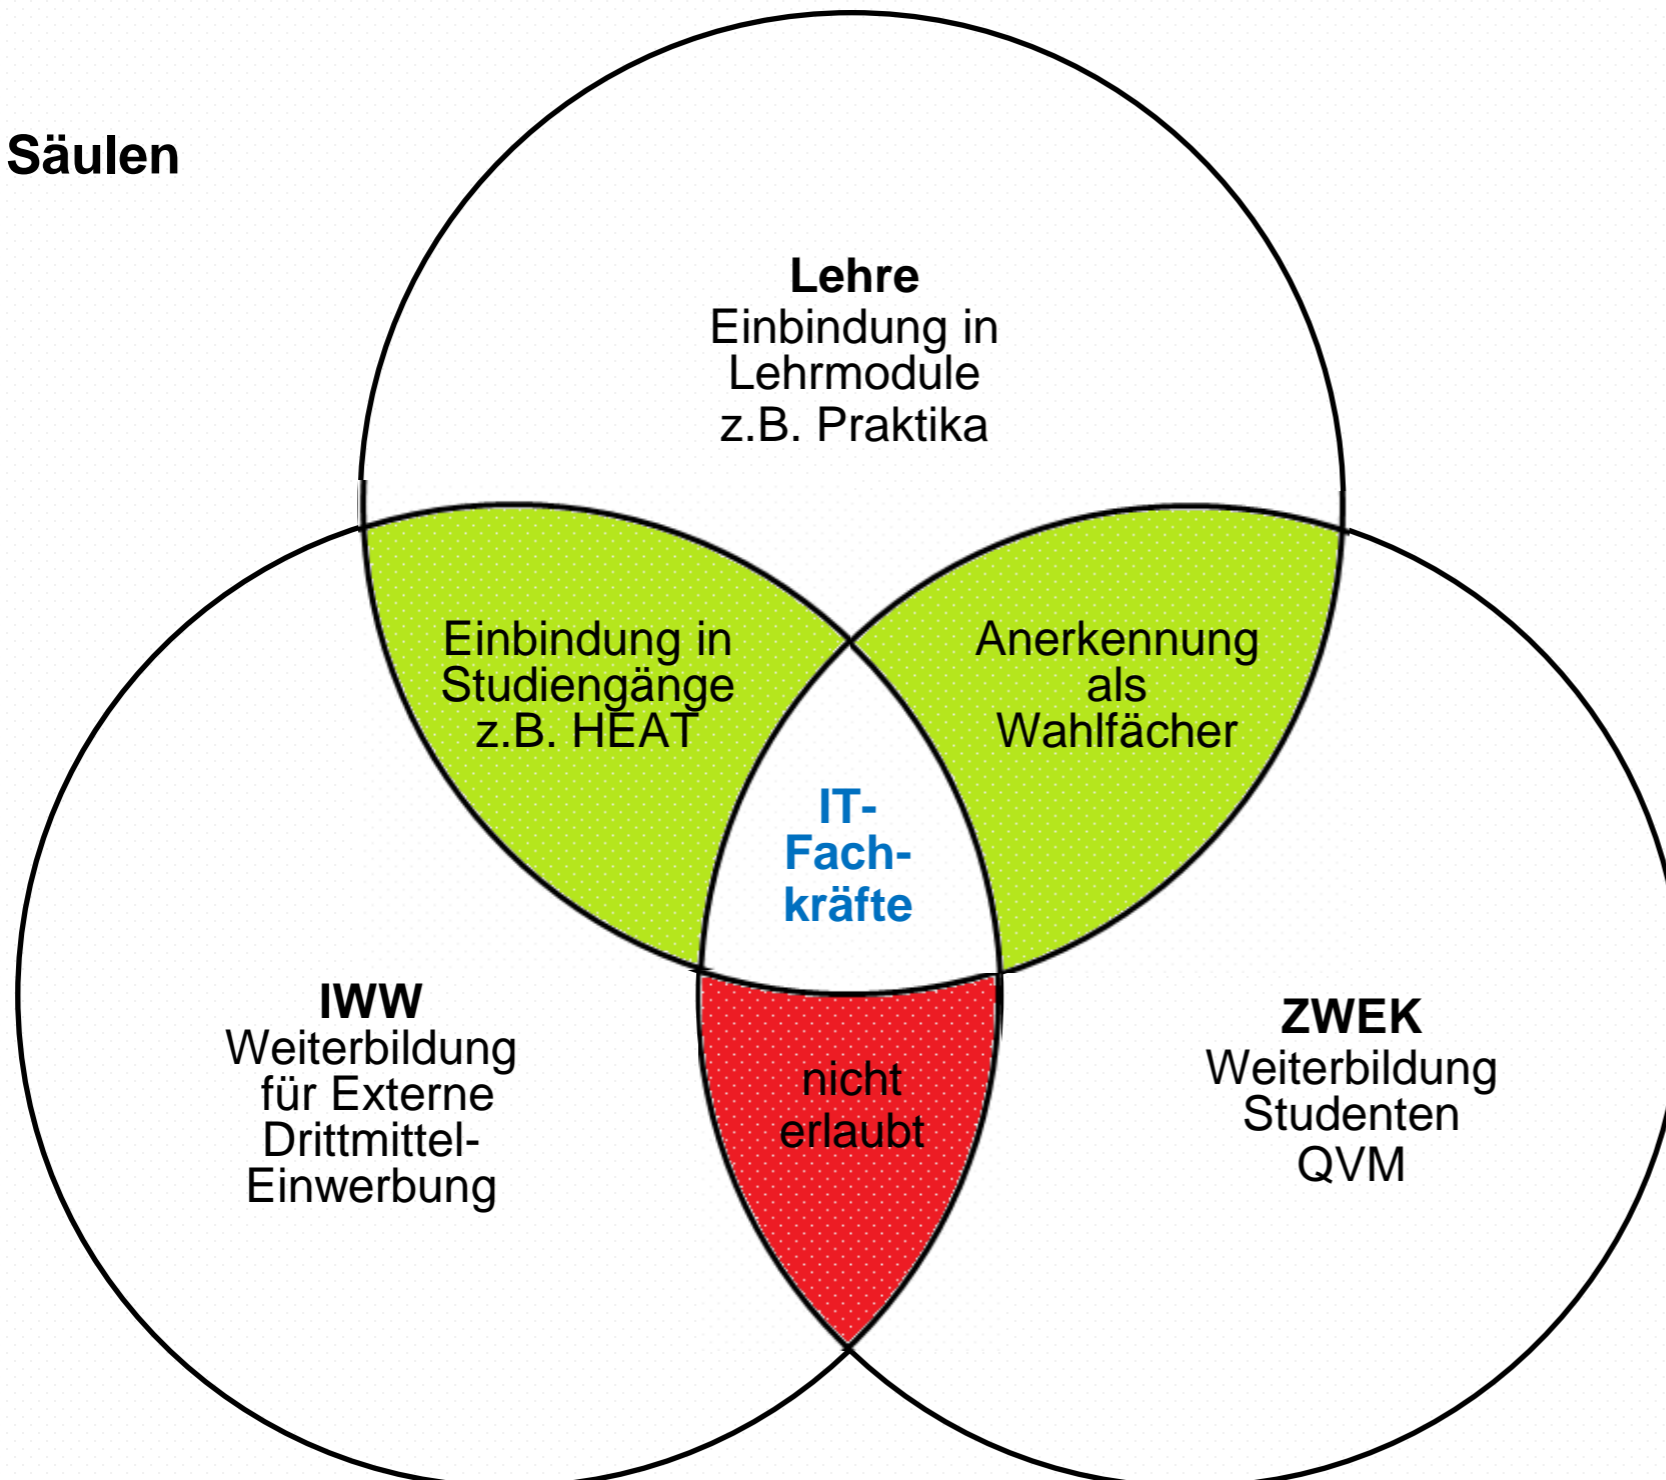 Säulen
Lehre
Einbindung in
Lehrmodule
z.B. Praktika
Einbindung in
Studiengänge
z.B. HEAT
Anerkennung
als
Wahlfächer
IT-
Fach-
kräfte
IWW
Weiterbildung
für Externe
Drittmittel-
Einwerbung
nicht
erlaubt
ZWEK
Weiterbildung
Studenten
QVM